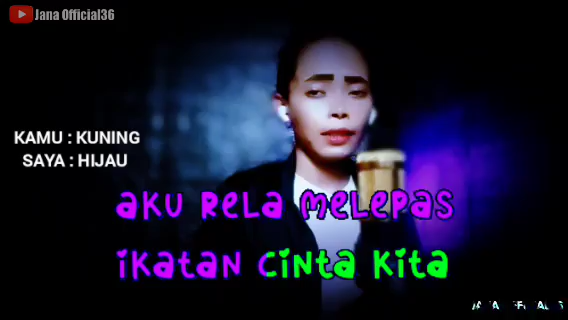 Jana Official36
KAMU : KUNING
SAYA : HIJAU
AKU RELA MELEPAS
IKATAN CINTA KITA